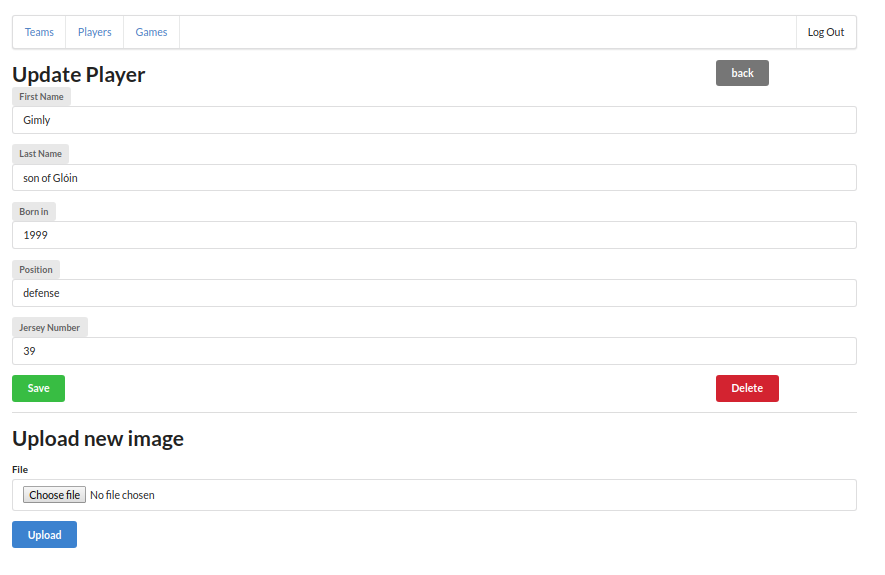 Teams Players Games Log Out
Update Player back
First Name
Gimly
Last Name
son of Glóin
Born in
1999
Position
defense
Jersey Number
39
Save Delete
Upload new image
File
Choose file No file chosen
Upload